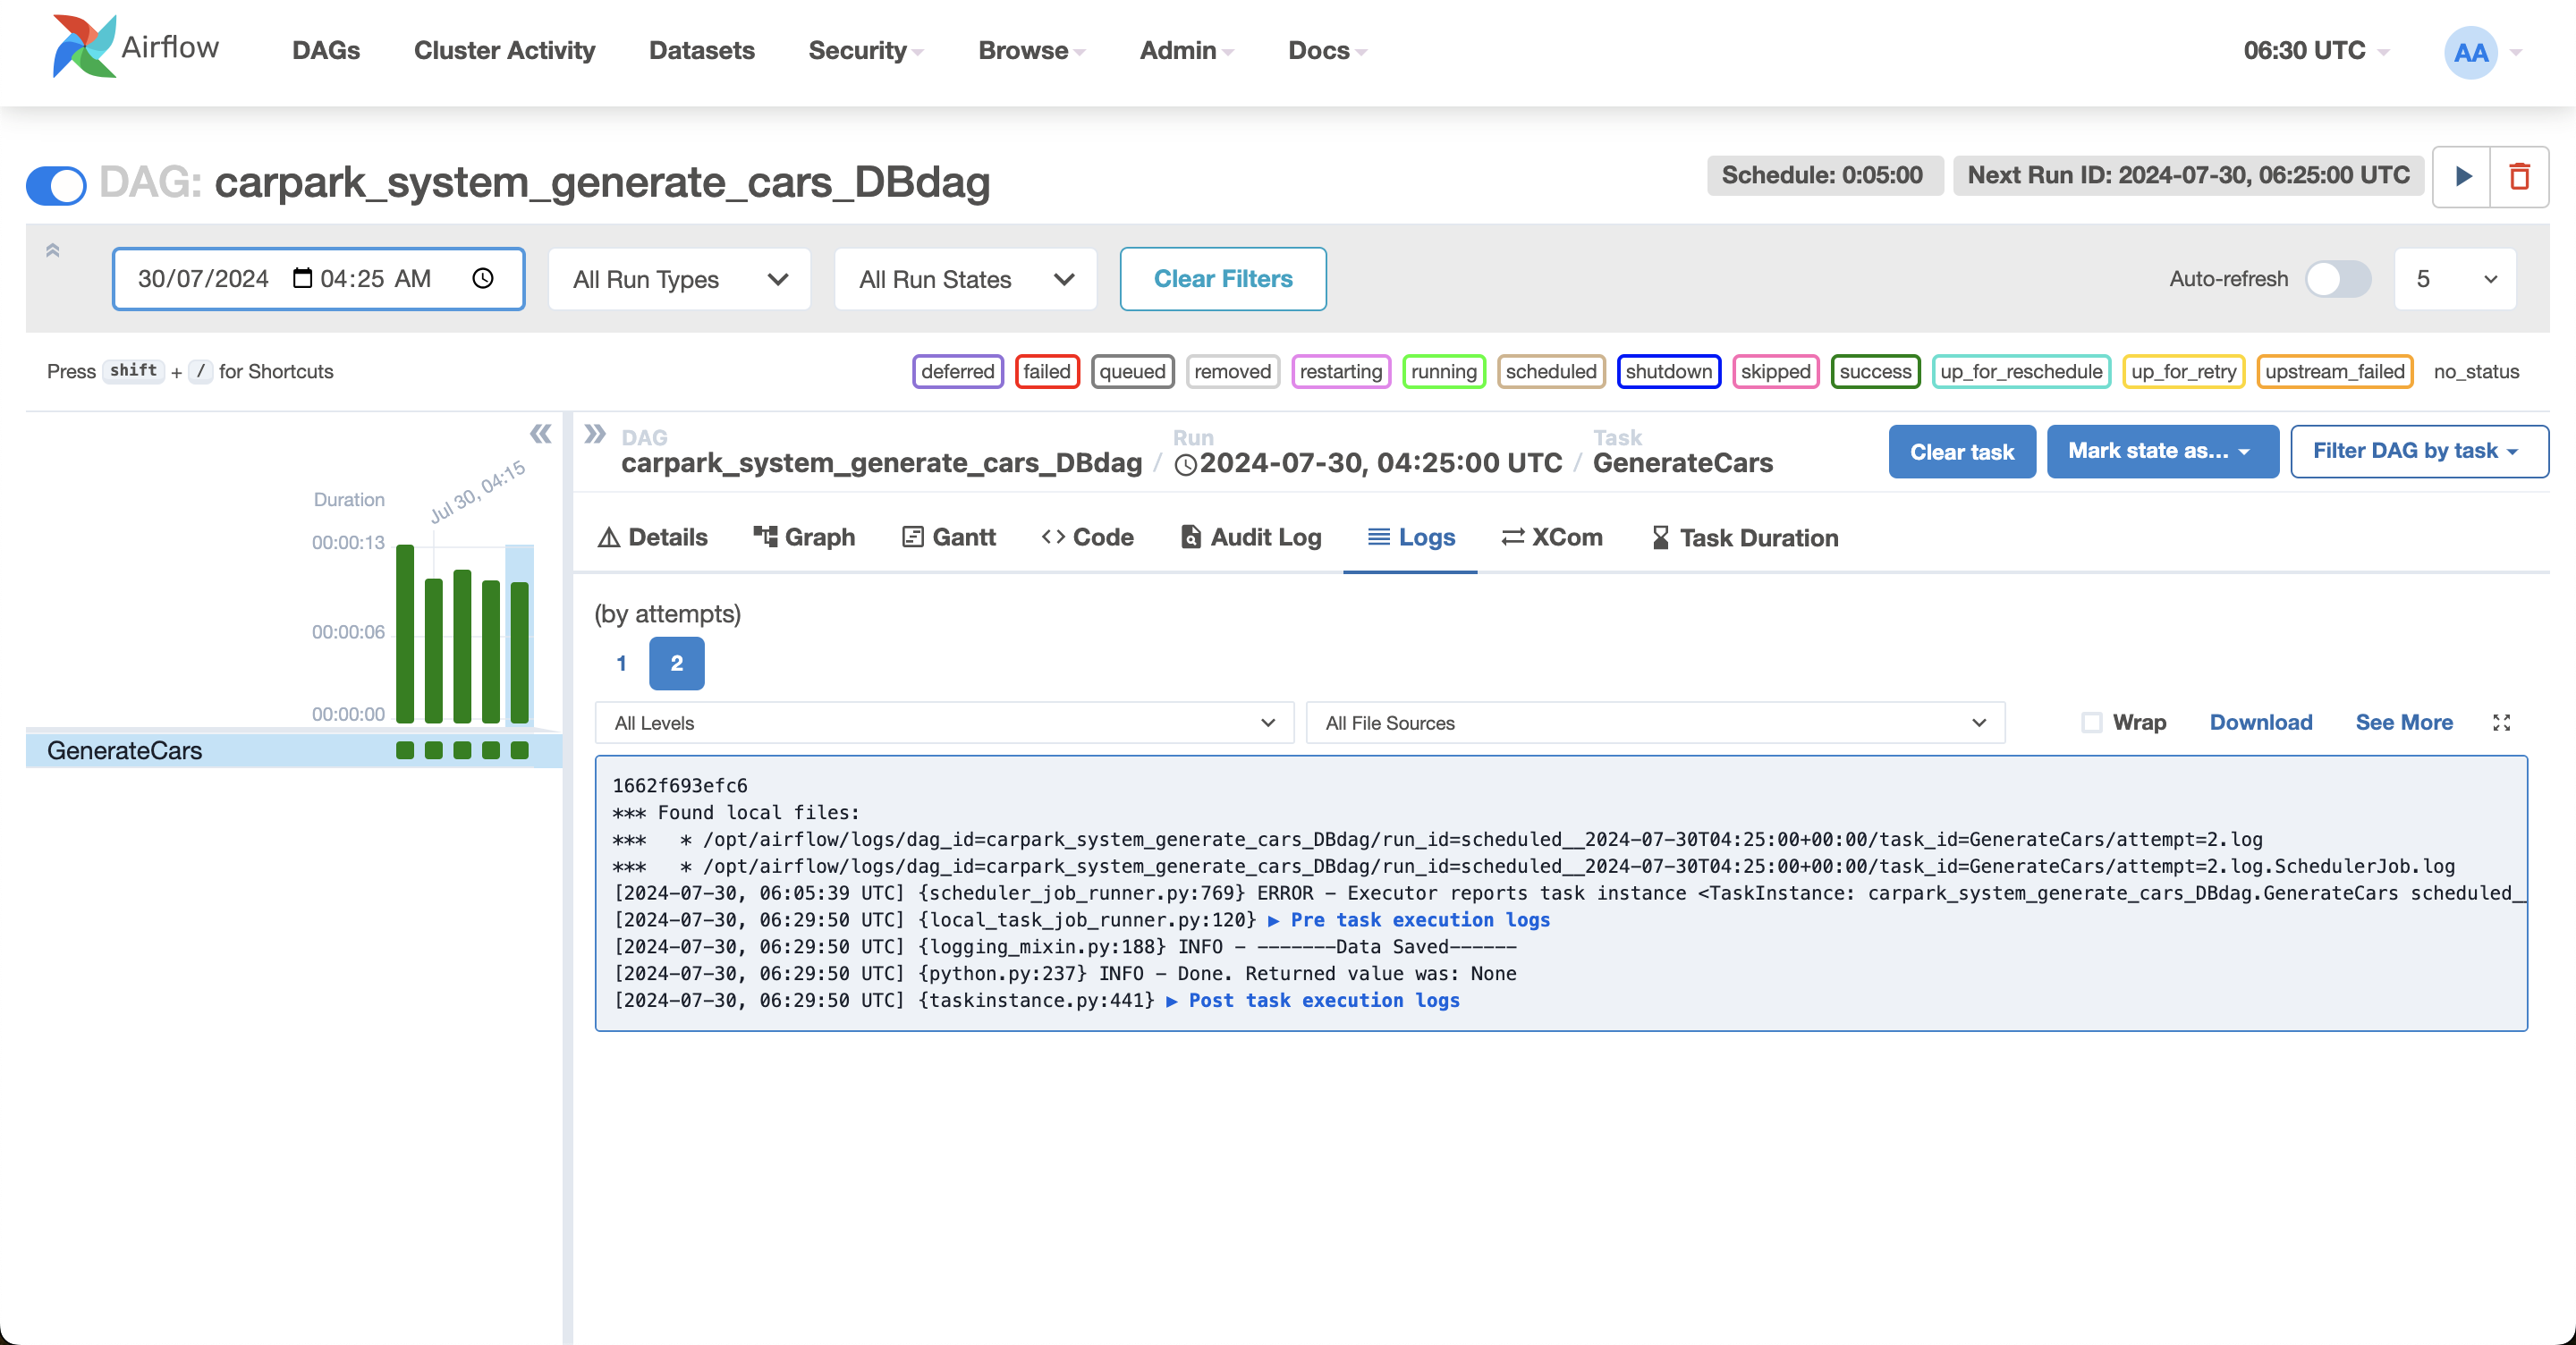 Airflow DAGs Cluster Activity Datasets Security Browse Admin Docs 06:30 UTC AA
DAG: carpark_system_generate_cars_DBdag Schedule: 0:05:00 Next Run ID: 2024-07-30, 06:25:00 UTC
30/07/2024 04:25 AM All Run Types All Run States Clear Filters Auto-refresh 5
Press shift + / for Shortcuts deferred failed queued removed restarting running scheduled shutdown skipped success up_for_reschedule up_for_retry upstream_failed no_status
Duration
Jul 30, 04:15
00:00:13
00:00:06
00:00:00
GenerateCars
DAG Run Task
carpark_system_generate_cars_DBdag / 2024-07-30, 04:25:00 UTC / GenerateCars Clear task Mark state as... Filter DAG by task
Details Graph Gantt Code Audit Log Logs XCom Task Duration
(by attempts)
1 2
All Levels All File Sources Wrap Download See More
1662f693efc6
*** Found local files:
***   * /opt/airflow/logs/dag_id=carpark_system_generate_cars_DBdag/run_id=scheduled__2024-07-30T04:25:00+00:00/task_id=GenerateCars/attempt=2.log
***   * /opt/airflow/logs/dag_id=carpark_system_generate_cars_DBdag/run_id=scheduled__2024-07-30T04:25:00+00:00/task_id=GenerateCars/attempt=2.log.SchedulerJob.log
[2024-07-30, 06:05:39 UTC] {scheduler_job_runner.py:769} ERROR - Executor reports task instance <TaskInstance: carpark_system_generate_cars_DBdag.GenerateCars scheduled__
[2024-07-30, 06:29:50 UTC] {local_task_job_runner.py:120} ▶ Pre task execution logs
[2024-07-30, 06:29:50 UTC] {logging_mixin.py:188} INFO - -------Data Saved------
[2024-07-30, 06:29:50 UTC] {python.py:237} INFO - Done. Returned value was: None
[2024-07-30, 06:29:50 UTC] {taskinstance.py:441} ▶ Post task execution logs